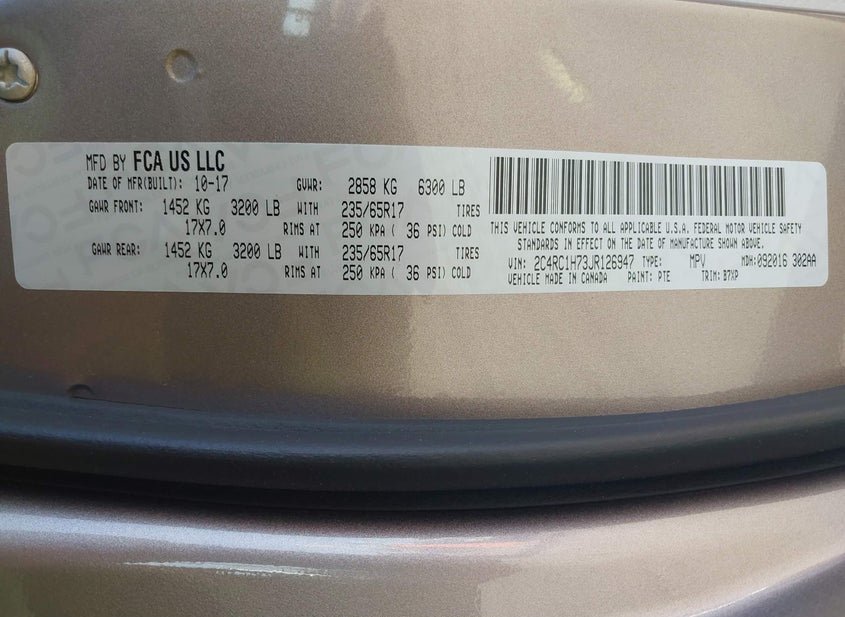 MFD BY FCA US LLC
DATE OF MFR(BUILT): 10-17 GVWR: 2858 KG 6300 LB
GAWR FRONT: 1452 KG 3200 LB WITH 235/65R17 TIRES
17X7.0 RIMS AT 250 KPA( 36 PSI) COLD
GAWR REAR: 1452 KG 3200 LB WITH 235/65R17 TIRES
17X7.0 RIMS AT 250 KPA( 36 PSI) COLD
THIS VEHICLE CONFORMS TO ALL APPLICABLE U.S.A. FEDERAL MOTOR VEHICLE SAFETY
STANDARDS IN EFFECT ON THE DATE OF MANUFACTURE SHOWN ABOVE.
VIN: 2C4RC1H73JR126947 TYPE: MPV MDH:092016 302AA
VEHICLE MADE IN CANADA PAINT: PTE TRIM: B7XP